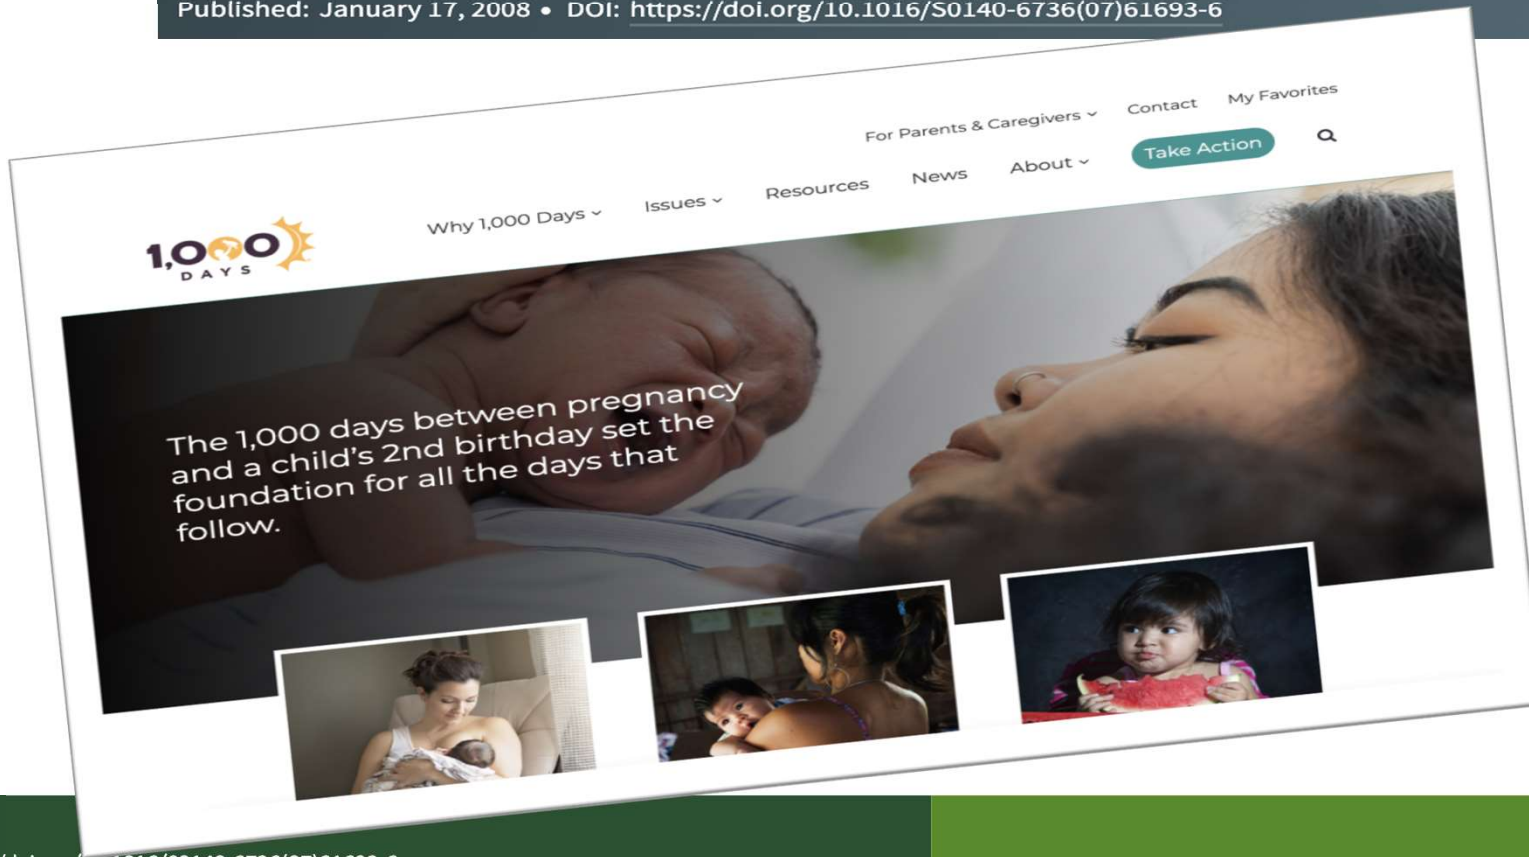 Published: January 17, 2008 • DOI: https://doi.org/10.1016/S0140-6736(07)61693-6
For Parents & Caregivers Contact My Favorites
Why 1,000 Days Issues Resources News About Take Action
1,000
DAYS
The 1,000 days between pregnancy
and a child's 2nd birthday set the
foundation for all the days that
follow.